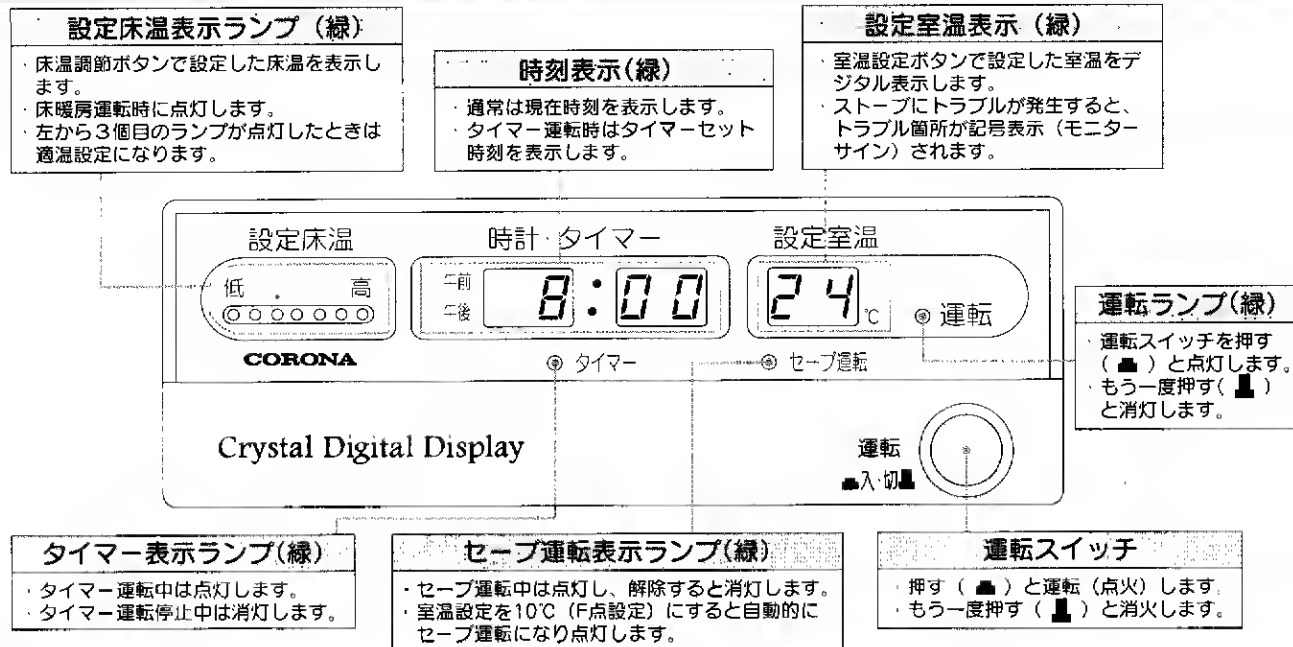 設定床温表示ランプ(緑)
・床温調節ボタンで設定した床温を表示し
ます。
・床暖房運転時に点灯します。
・左から3個目のランプが点灯したときは
適温設定になります。
時刻表示(緑)
・通常は現在時刻を表示します。
・タイマー運転時はタイマーセット
時刻を表示します。
設定室温表示(緑)
・室温設定ボタンで設定した室温をデ
ジタル表示します。
・ストーブにトラブルが発生すると、
トラブル箇所が記号表示(モニター
サイン)されます。
設定床温
低 高
CORONA
時計・タイマー
午前
午後
8:00
タイマー
設定室温
24℃
運転
セーブ運転
運転ランプ(緑)
・運転スイッチを押す
( )と点灯します。
・もう一度押す( )
と消灯します。
Crystal Digital Display
運転
入・切
タイマー表示ランプ(緑)
・タイマー運転中は点灯します。
・タイマー運転停止中は消灯します。
セーブ運転表示ランプ(緑)
・セーブ運転中は点灯し、解除すると消灯します。
・室温設定を10℃(F点設定)にすると自動的に
セーブ運転になり点灯します。
運転スイッチ
・押す( )と運転(点火)します。
・もう一度押す( )と消火します。